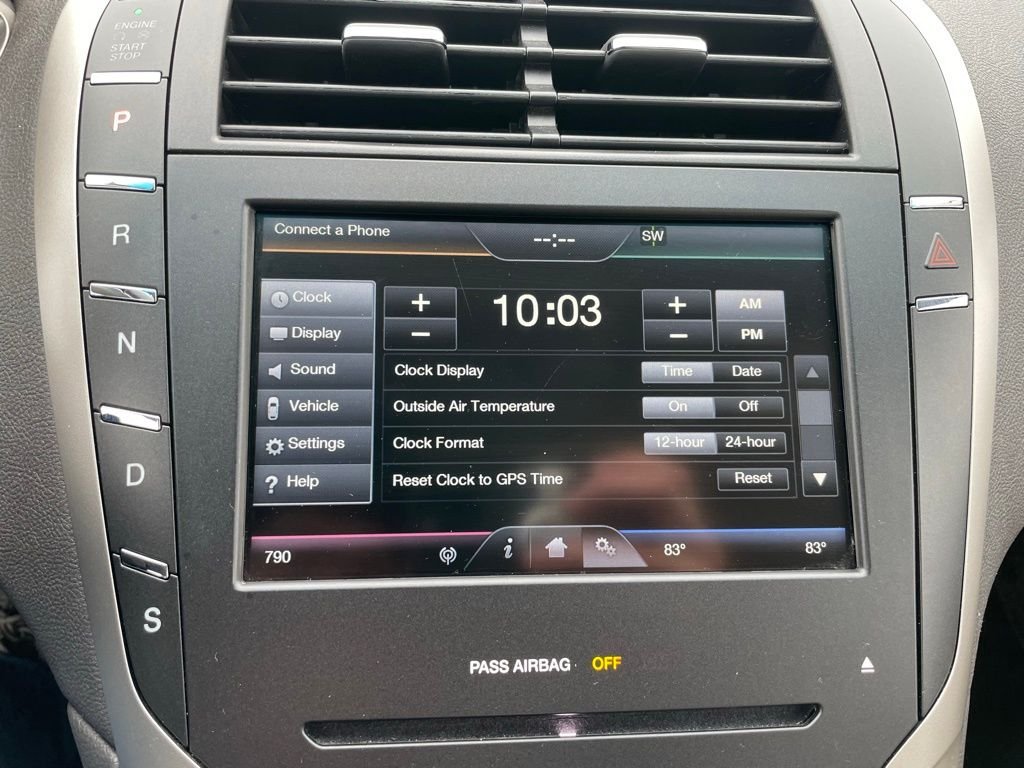 ENGINE
START
STOP
P
R
N
D
S
Connect a Phone
--:--
SW
Clock
Display
Sound
Vehicle
Settings
? Help
+
−
10:03
+
−
AM
PM
Clock Display Time Date
Outside Air Temperature On Off
Clock Format 12-hour 24-hour
Reset Clock to GPS Time Reset
790
i
83°
83°
PASS AIRBAG OFF